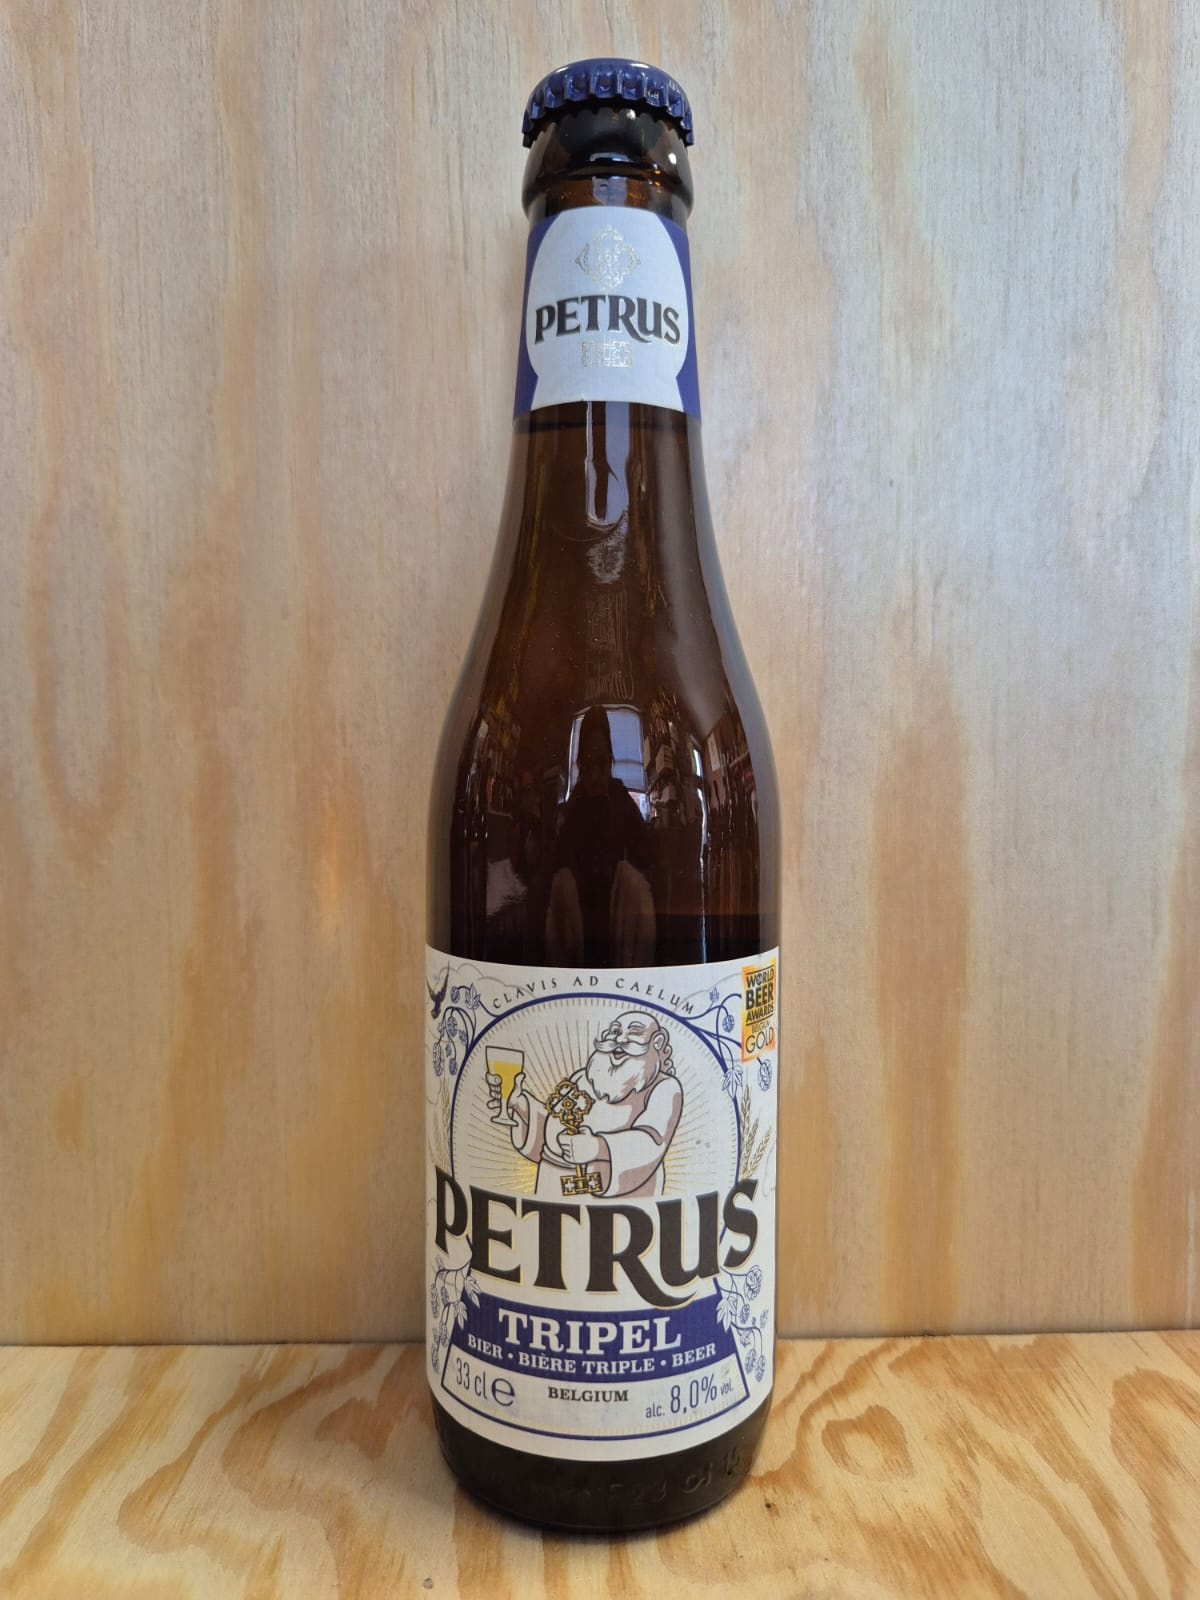 PETRUS
CLAVIS AD CAELUM
WORLD
BEER
AWARDS
BELGIUM
GOLD
PETRUS
TRIPEL
BIER • BIÈRE TRIPLE • BEER
33 cl e
BELGIUM
alc. 8,0% vol.